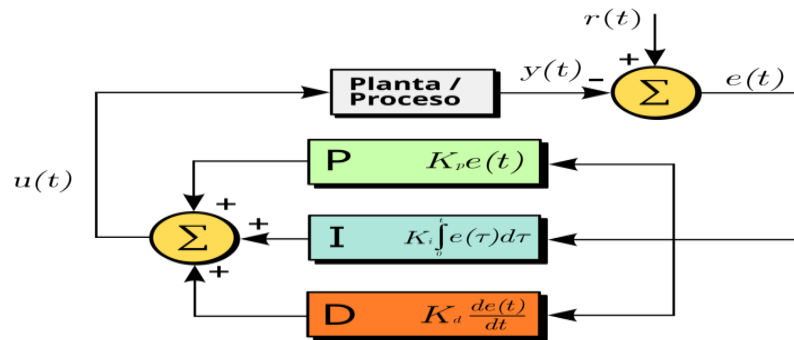 r(t)
+
Planta /
Proceso
y(t)
−
Σ
e(t)
P K_p e(t)
u(t)
+
Σ
+
I K_i ∫_0^t e(τ)dτ
+
D K_d de(t)/dt